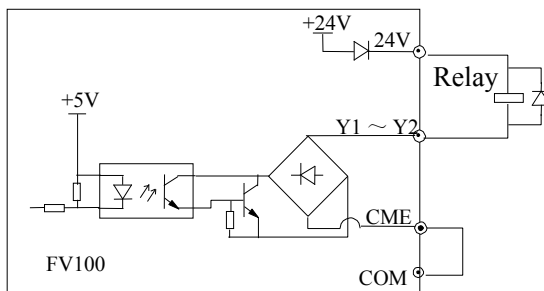 +24V
24V
Relay
+5V
Y1 ～ Y2
CME
FV100
COM